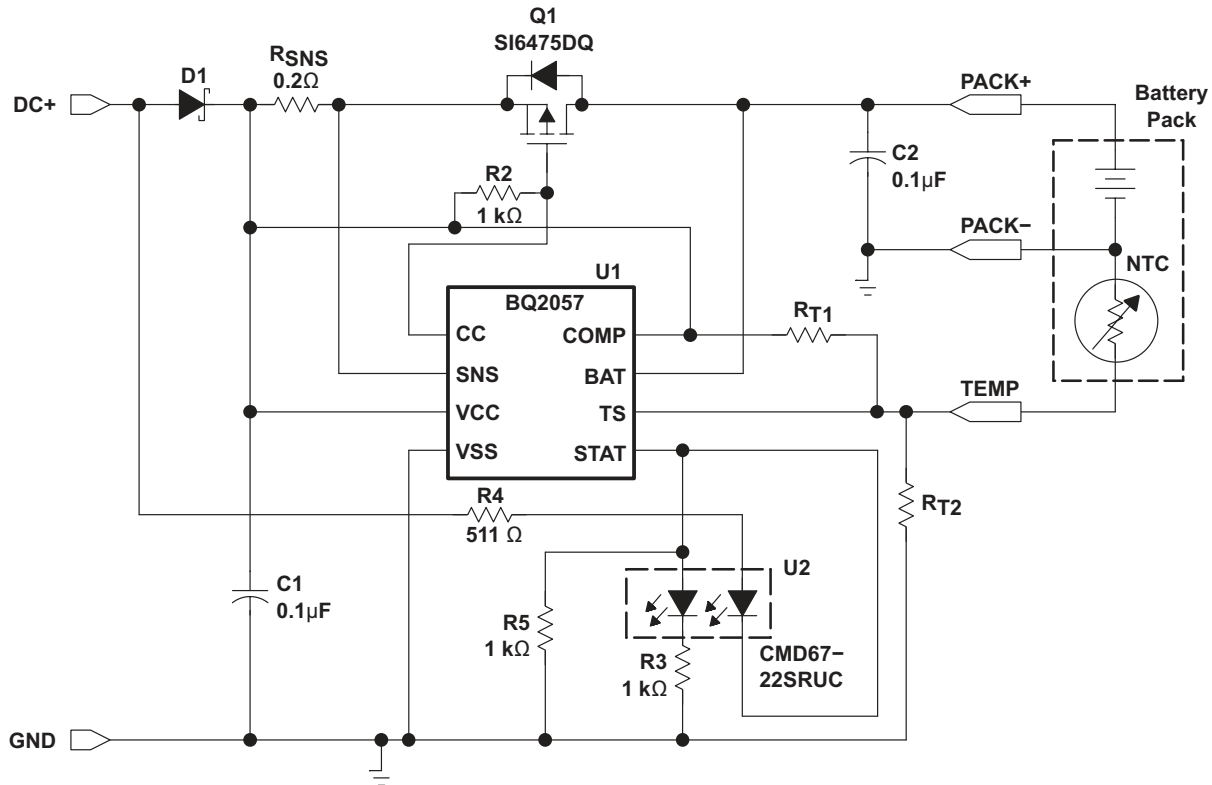 Q1
SI6475DQ
RSNS
0.2Ω
D1
DC+
PACK+
Battery
Pack
C2
0.1µF
R2
1 kΩ
PACK−
NTC
U1
BQ2057
CC
COMP
RT1
SNS
BAT
VCC
TS
TEMP
VSS
STAT
R4
511 Ω
RT2
U2
C1
0.1µF
R5
1 kΩ
R3
1 kΩ
CMD67−
22SRUC
GND